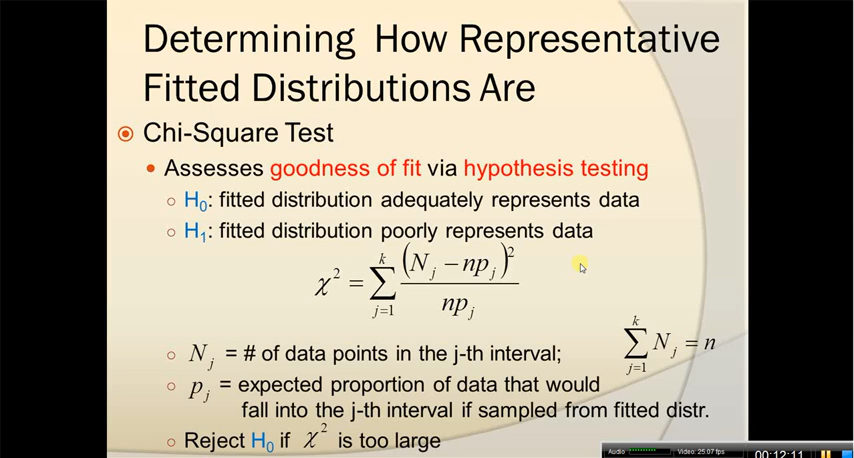 Determining How Representative
Fitted Distributions Are
Chi-Square Test
• Assesses goodness of fit via hypothesis testing
○ H₀: fitted distribution adequately represents data
○ H₁: fitted distribution poorly represents data
χ² = ∑_{j=1}^{k} (N_j − np_j)² / np_j
○ N_j = # of data points in the j-th interval; ∑_{j=1}^{k} N_j = n
○ p_j = expected proportion of data that would
fall into the j-th interval if sampled from fitted distr.
○ Reject H₀ if χ² is too large
Audio Video: 25.07 fps 00:12:11